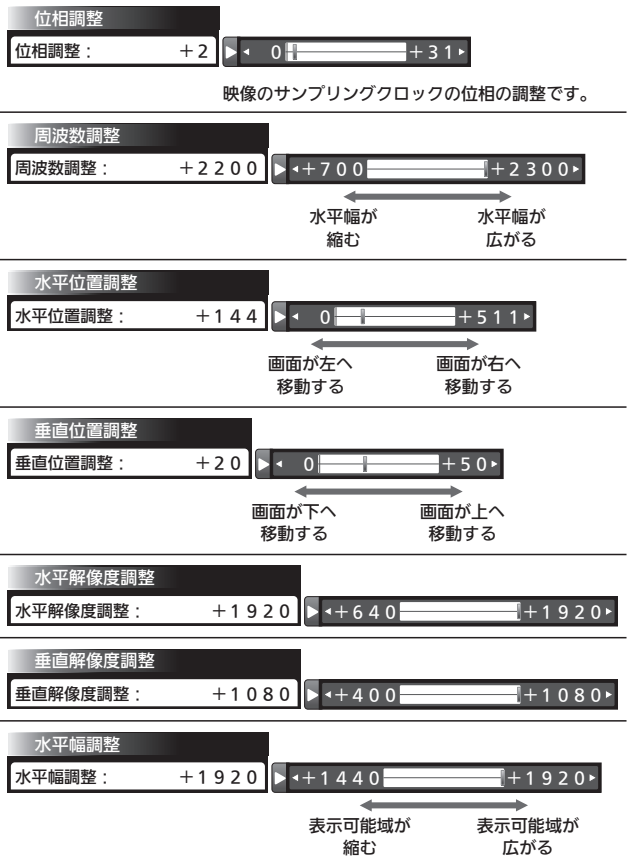 位相調整
位相調整： ＋2 0 ＋31
映像のサンプリングクロックの位相の調整です。
周波数調整
周波数調整： ＋2200 ＋700 ＋2300
水平幅が 水平幅が
縮む 広がる
水平位置調整
水平位置調整： ＋144 0 ＋511
画面が左へ 画面が右へ
移動する 移動する
垂直位置調整
垂直位置調整： ＋20 0 ＋50
画面が下へ 画面が上へ
移動する 移動する
水平解像度調整
水平解像度調整： ＋1920 ＋640 ＋1920
垂直解像度調整
垂直解像度調整： ＋1080 ＋400 ＋1080
水平幅調整
水平幅調整： ＋1920 ＋1440 ＋1920
表示可能域が 表示可能域が
縮む 広がる